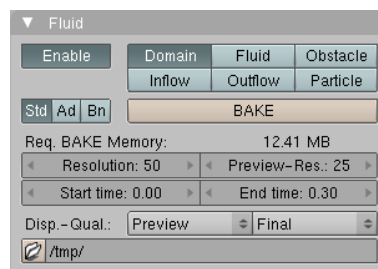 Fluid
Enable Domain Fluid Obstacle
Inflow Outflow Particle
Std Ad Bn BAKE
Req. BAKE Memory: 12.41 MB
Resolution: 50 Preview-Res.: 25
Start time: 0.00 End time: 0.30
Disp.-Qual.: Preview Final
/tmp/